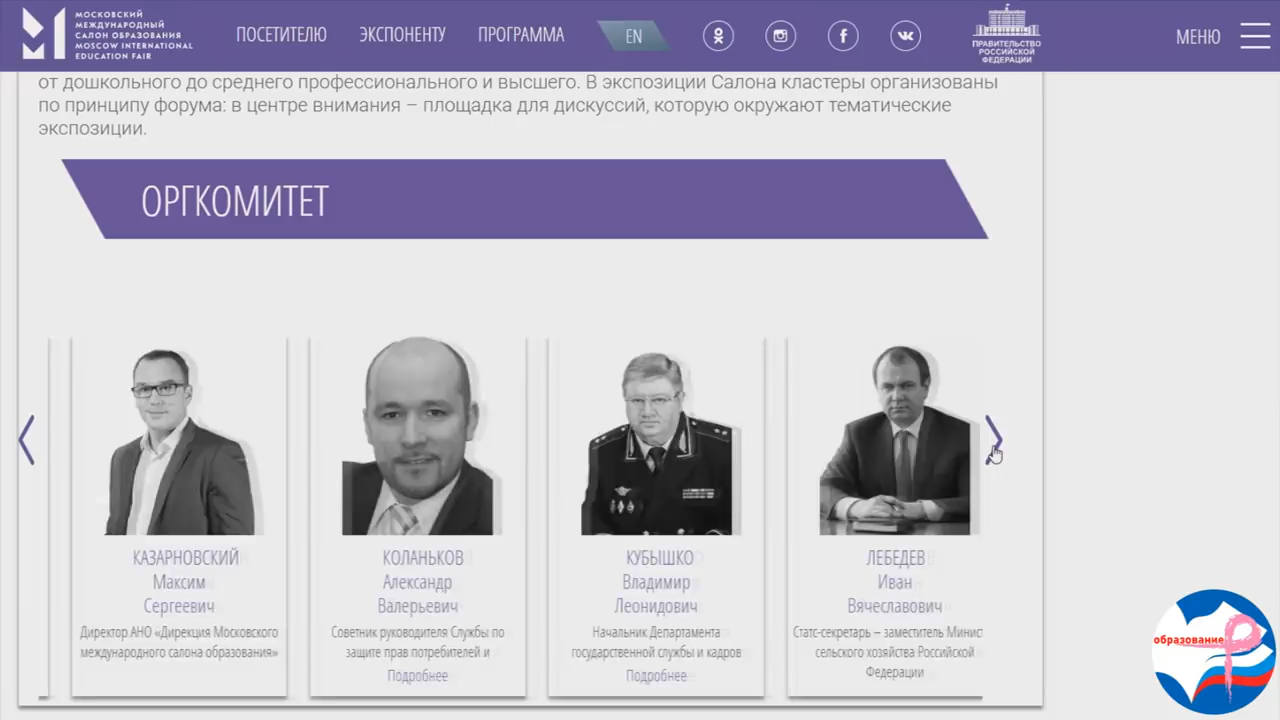 МОСКОВСКИЙ
МЕЖДУНАРОДНЫЙ
САЛОН ОБРАЗОВАНИЯ
MOSCOW INTERNATIONAL
EDUCATION FAIR
ПОСЕТИТЕЛЮ ЭКСПОНЕНТУ ПРОГРАММА EN
ПРАВИТЕЛЬСТВО
РОССИЙСКОЙ
ФЕДЕРАЦИИ
МЕНЮ
от дошкольного до среднего профессионального и высшего. В экспозиции Салона кластеры организованы
по принципу форума: в центре внимания – площадка для дискуссий, которую окружают тематические
экспозиции.
ОРГКОМИТЕТ
КАЗАРНОВСКИЙ
Максим
Сергеевич
Директор АНО «Дирекция Московского
международного салона образования»
КОЛАНЬКОВ
Александр
Валерьевич
Советник руководителя Службы по
защите прав потребителей и
Подробнее
КУБЫШКО
Владимир
Леонидович
Начальник Департамента
государственной службы и кадров
Подробнее
ЛЕБЕДЕВ
Иван
Вячеславович
Статс-секретарь – заместитель Минис
сельского хозяйства Российской
Федерации
образование